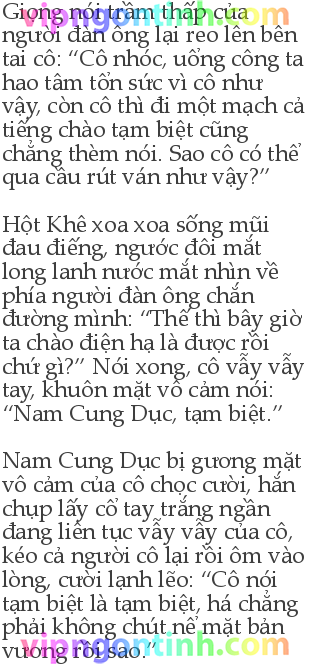 vipngontinh.com
Giọng nói trầm thấp của
người đàn ông lại reo lên bên
tai cô: “Cô nhóc, uổng công ta
hao tâm tổn sức vì cô như
vậy, còn cô thì đi một mạch cả
tiếng chào tạm biệt cũng
chẳng thèm nói. Sao cô có thể
qua cầu rút ván như vậy?”
Hột Khê xoa xoa sống mũi
đau điếng, ngước đôi mắt
long lanh nước mắt nhìn về
phía người đàn ông chắn
đường mình: “Thế thì bây giờ
ta chào điện hạ là được rồi
chứ gì?” Nói xong, cô vẫy vẫy
tay, khuôn mặt vô cảm nói:
“Nam Cung Dục, tạm biệt.”
Nam Cung Dục bị gương mặt
vô cảm của cô chọc cười, hắn
chụp lấy cổ tay trắng ngần
đang liên tục vẫy vẫy của cô,
kéo cả người cô lại rồi ôm vào
lòng, cười lạnh lẽo: “Cô nói
tạm biệt là tạm biệt, há chẳng
phải không chút nể mặt bản
vương rồi sao.”
vipngontinh.com